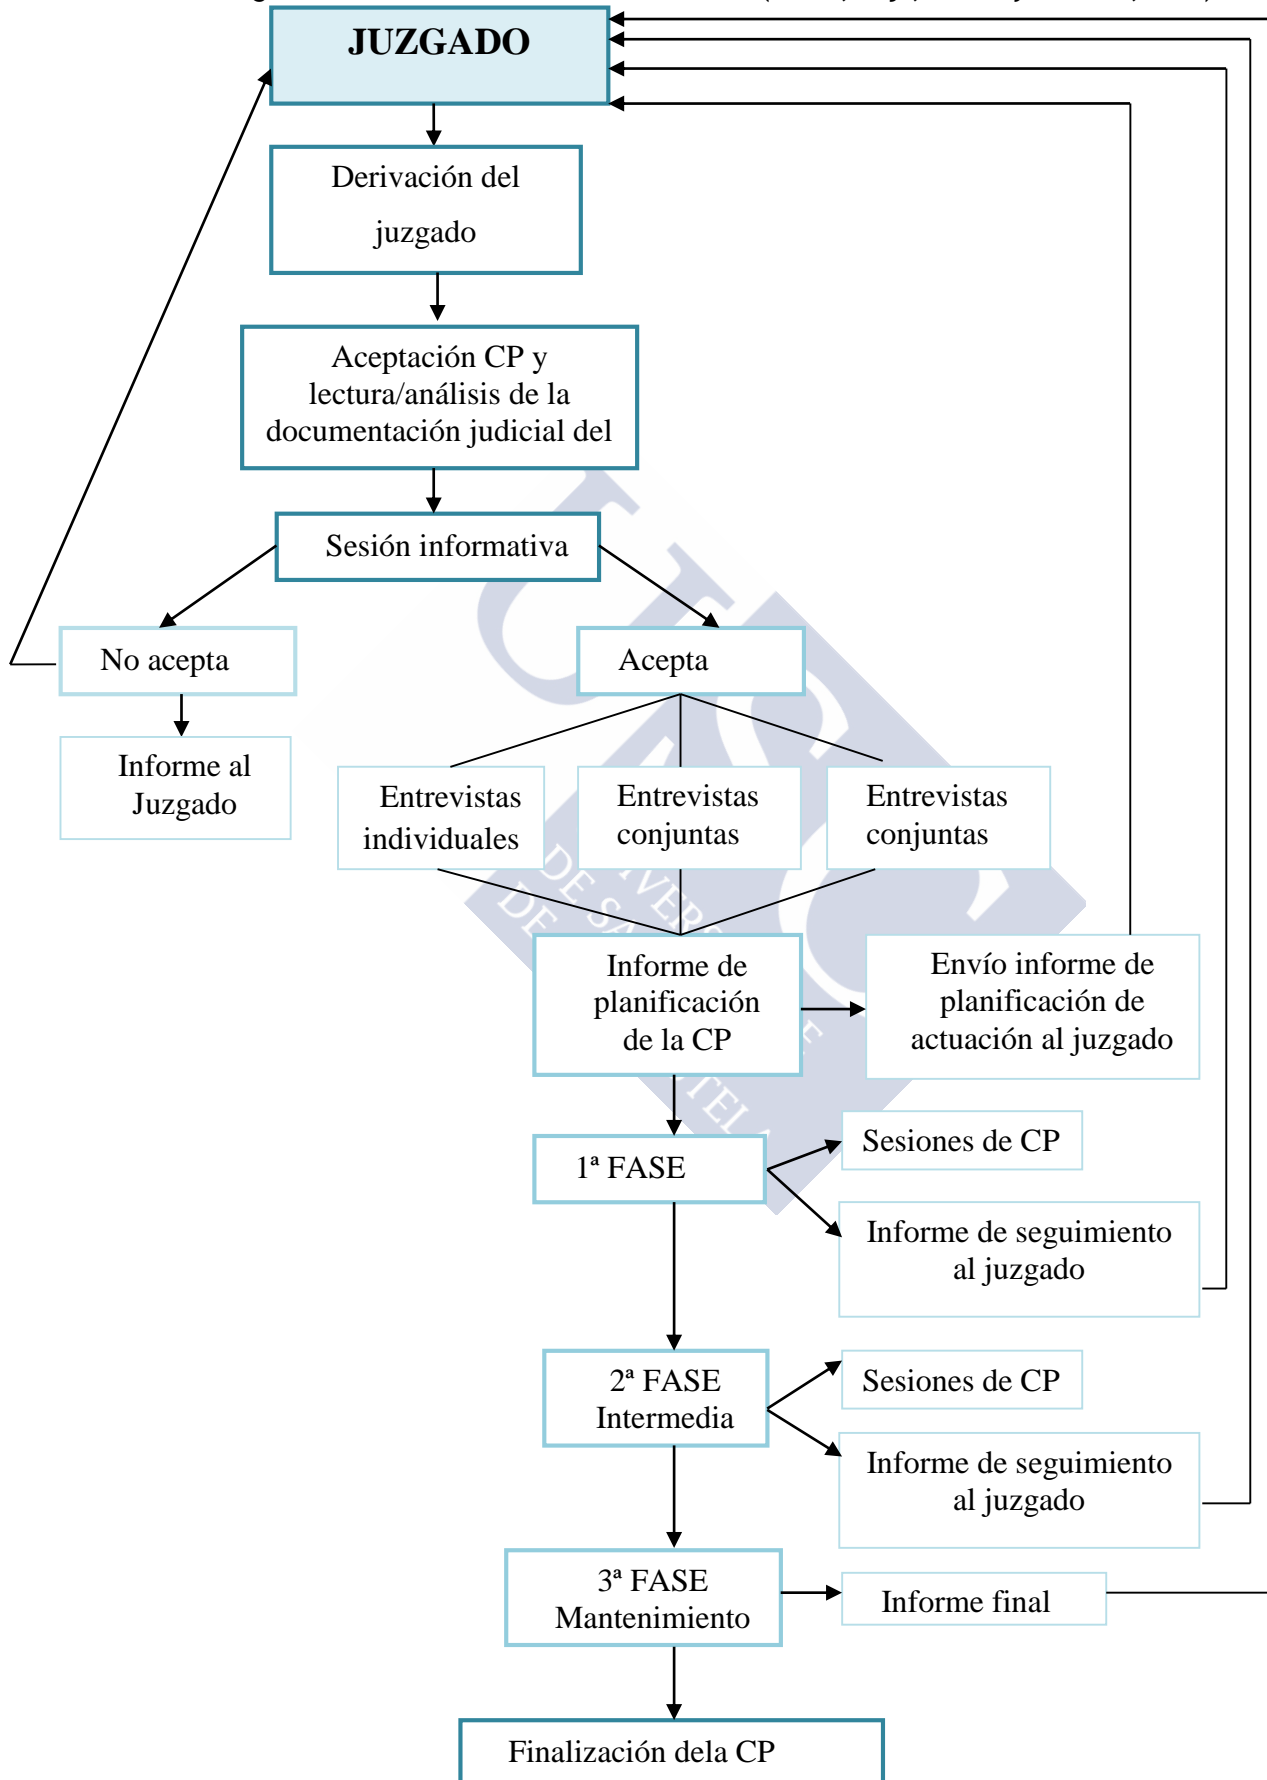 JUZGADO
Derivación del
juzgado
Aceptación CP y
lectura/análisis de la
documentación judicial del
Sesión informativa
No acepta
Acepta
Informe al
Juzgado
Entrevistas
individuales
Entrevistas
conjuntas
Entrevistas
conjuntas
Informe de
planificación
de la CP
Envío informe de
planificación de
actuación al juzgado
1ª FASE
Sesiones de CP
Informe de seguimiento
al juzgado
2ª FASE
Intermedia
Sesiones de CP
Informe de seguimiento
al juzgado
3ª FASE
Mantenimiento
Informe final
Finalización dela CP
USC